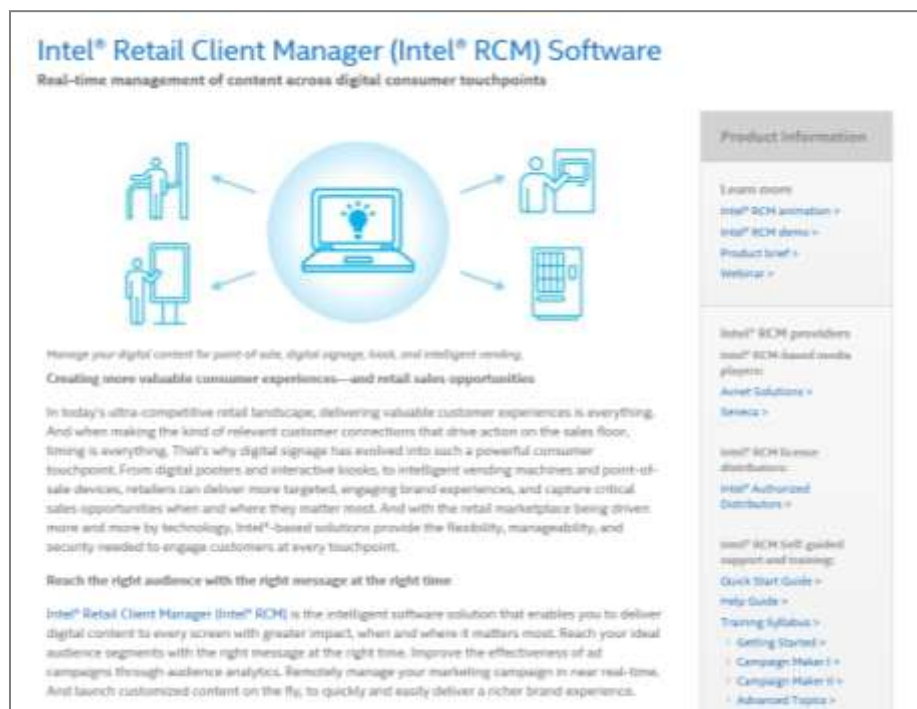 Intel® Retail Client Manager (Intel® RCM) Software
Real-time management of content across digital consumer touchpoints
Manage your digital content for point-of-sale, digital signage, kiosk, and intelligent vending.
Creating more valuable consumer experiences—and retail sales opportunities
In today's ultra-competitive retail landscape, delivering valuable customer experiences is everything.
And when making the kind of relevant customer connections that drive action on the sales floor,
timing is everything. That's why digital signage has evolved into such a powerful consumer
touchpoint. From digital posters and interactive kiosks, to intelligent vending machines and point-of-
sale devices, retailers can deliver more targeted, engaging brand experiences, and capture critical
sales opportunities when and where they matter most. And with the retail marketplace being driven
more and more by technology, Intel®-based solutions provide the flexibility, manageability, and
security needed to engage customers at every touchpoint.
Reach the right audience with the right message at the right time
Intel® Retail Client Manager (Intel® RCM) is the intelligent software solution that enables you to deliver
digital content to every screen with greater impact, when and where it matters most. Reach your ideal
audience segments with the right message at the right time. Improve the effectiveness of ad
campaigns through audience analytics. Remotely manage your marketing campaign in near real-time.
And launch customized content on the fly, to quickly and easily deliver a richer brand experience.
Product Information
Learn more
Intel® RCM animation >
Intel® RCM demo >
Product brief >
Webinar >
Intel® RCM providers
Intel® RCM-based media
players:
Avnet Solutions >
Seneca >
Intel® RCM license
distributors:
Intel® Authorized
Distributors >
Intel® RCM Self-guided
support and training:
Quick Start Guide >
Help Guide >
Training Syllabus >
Getting Started >
Campaign Maker I >
Campaign Maker II >
Advanced Topics >